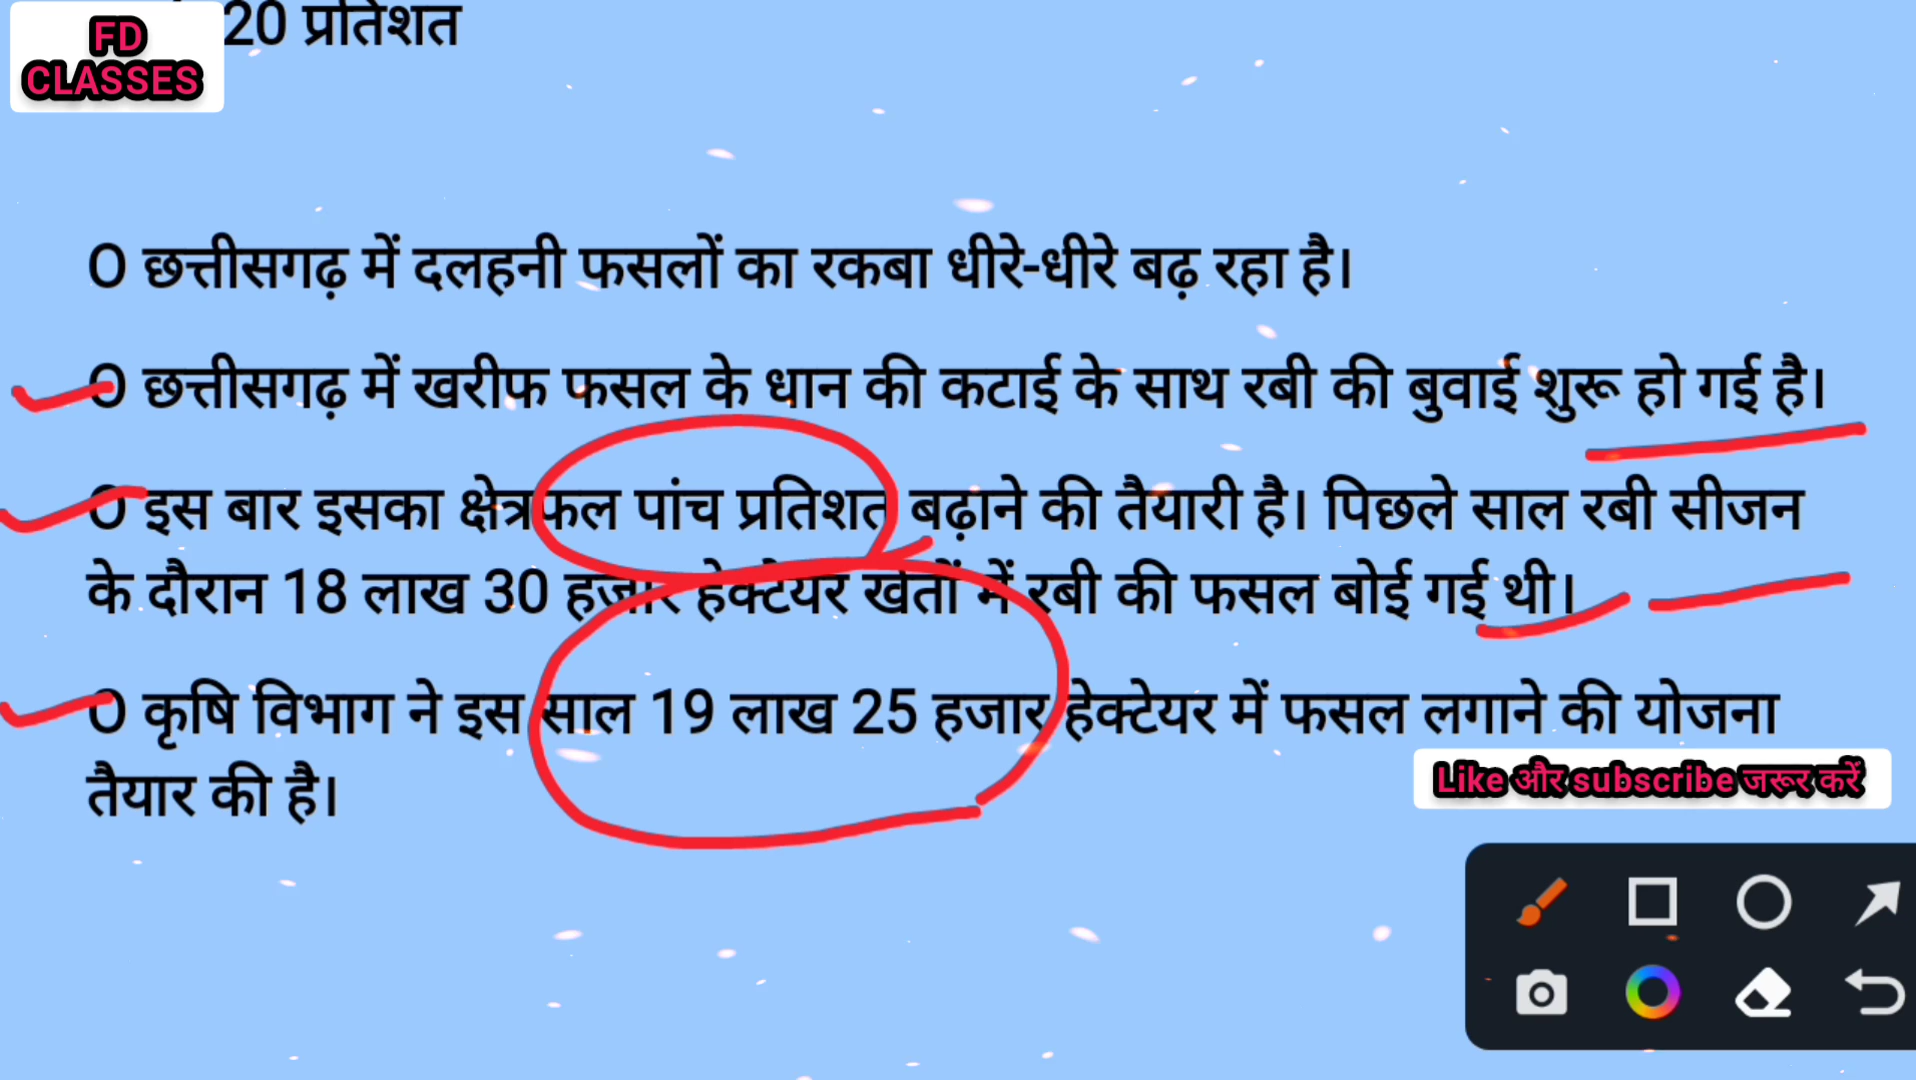 20 प्रतिशत
FD
CLASSES
O छत्तीसगढ़ में दलहनी फसलों का रकबा धीरे-धीरे बढ़ रहा है।
O छत्तीसगढ़ में खरीफ फसल के धान की कटाई के साथ रबी की बुवाई शुरू हो गई है।
O इस बार इसका क्षेत्रफल पांच प्रतिशत बढ़ाने की तैयारी है। पिछले साल रबी सीजन
के दौरान 18 लाख 30 हजार हेक्टेयर खेतों में रबी की फसल बोई गई थी।
O कृषि विभाग ने इस साल 19 लाख 25 हजार हेक्टेयर में फसल लगाने की योजना
तैयार की है।
Like और subscribe जरूर करें